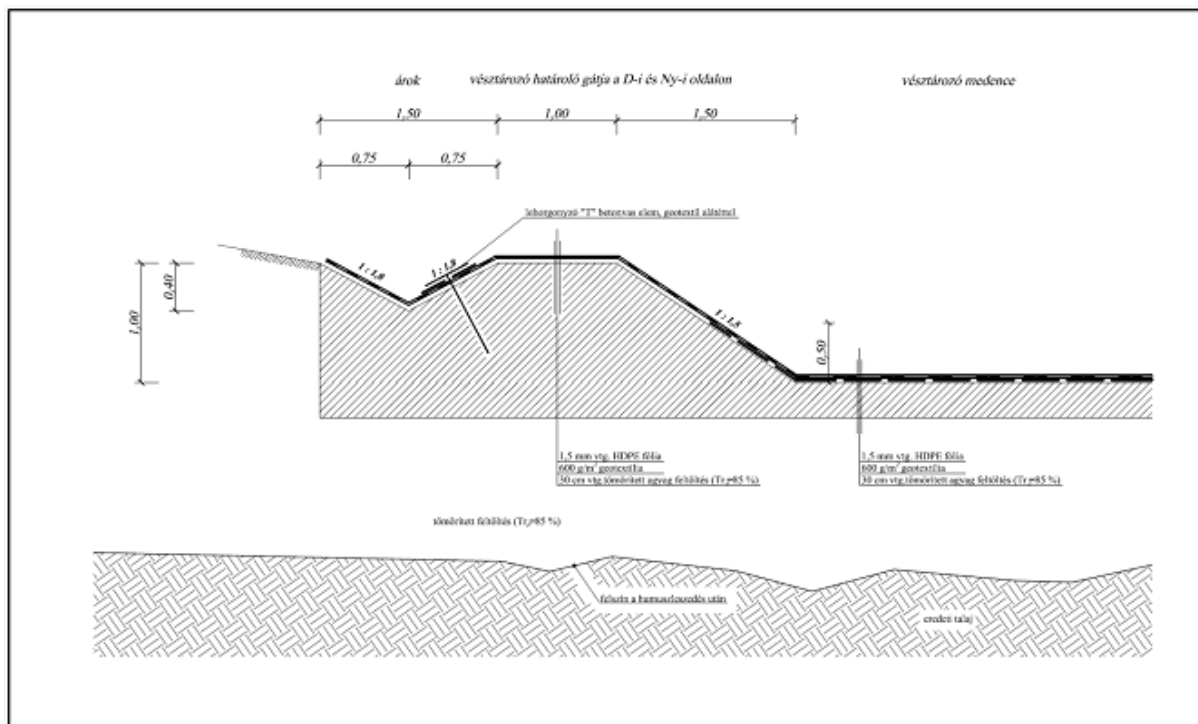 árok
vésztározó határoló gátja a D-i és Ny-i oldalon
vésztározó medence
1,50
1,00
1,50
0,75
0,75
lehorgonyzó "T" betonvas elem, geotextil alátéttel
1 : 1,8
1 : 1,8
0,40
1,00
1 : 1,5
0,50
1,5 mm vtg. HDPE fólia
600 g/m² geotextília
30 cm vtg.tömörített agyag feltöltés (Trρ=85 %)
1,5 mm vtg. HDPE fólia
600 g/m² geotextília
30 cm vtg.tömörített agyag feltöltés (Trρ=85 %)
tömörített feltöltés (Trρ=85 %)
felszín a humuszleszedés után
eredeti talaj